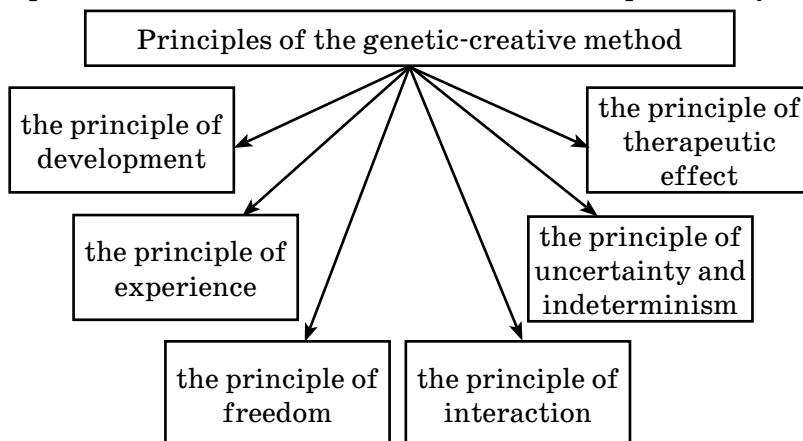 Principles of the genetic-creative method
the principle of
development
the principle of
therapeutic
effect
the principle of
experience
the principle of
uncertainty and
indeterminism
the principle of
freedom
the principle of
interaction